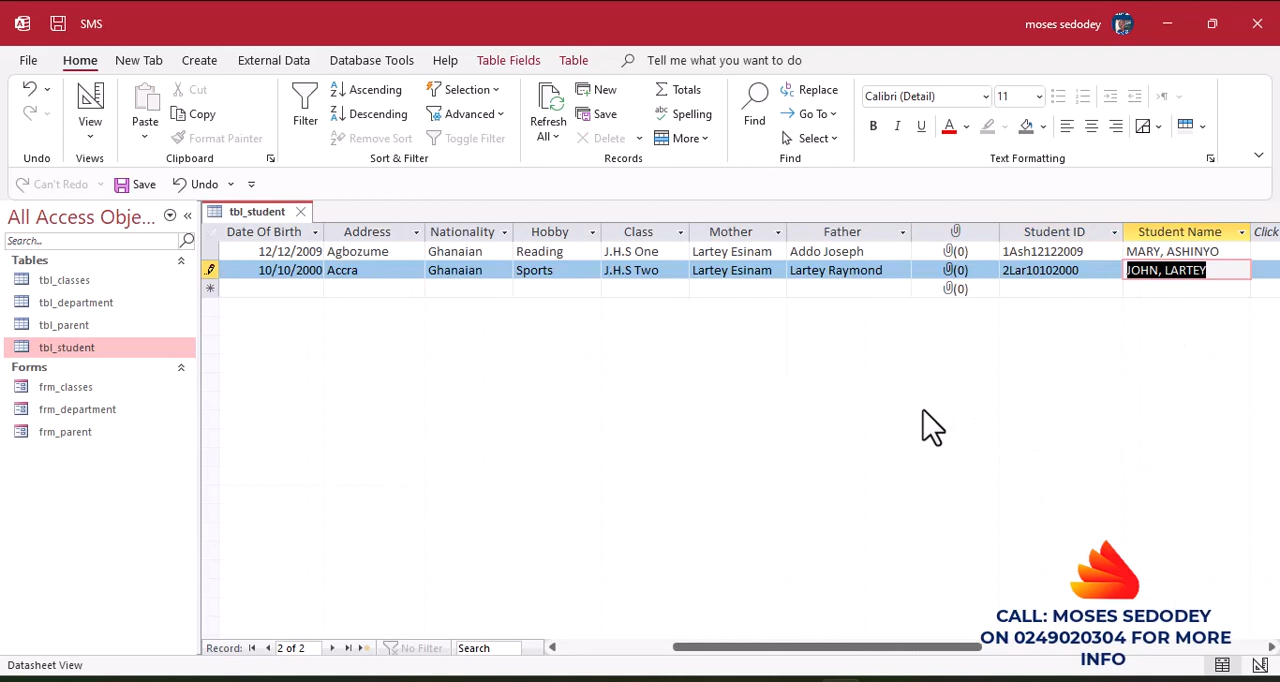 SMS
moses sedodey
File Home New Tab Create External Data Database Tools Help Table Fields Table Tell me what you want to do
View
Paste
Cut
Copy
Format Painter
Filter
Ascending
Descending
Remove Sort
Selection
Advanced
Toggle Filter
Refresh
All
New
Save
Delete
Totals
Spelling
More
Find
Replace
Go To
Select
Calibri (Detail) 11
B I U A
Undo Views Clipboard Sort & Filter Records Find Text Formatting
Can't Redo Save Undo
All Access Obje...
Search...
Tables
tbl_classes
tbl_department
tbl_parent
tbl_student
Forms
frm_classes
frm_department
frm_parent
tbl_student
Date Of Birth Address Nationality Hobby Class Mother Father Student ID Student Name Click
12/12/2009 Agbozume Ghanaian Reading J.H.S One Lartey Esinam Addo Joseph (0) 1Ash12122009 MARY, ASHINYO
10/10/2000 Accra Ghanaian Sports J.H.S Two Lartey Esinam Lartey Raymond (0) 2Lar10102000 JOHN, LARTEY
(0)
CALL: MOSES SEDODEY
ON 0249020304 FOR MORE
INFO
Record: 2 of 2 No Filter Search
Datasheet View